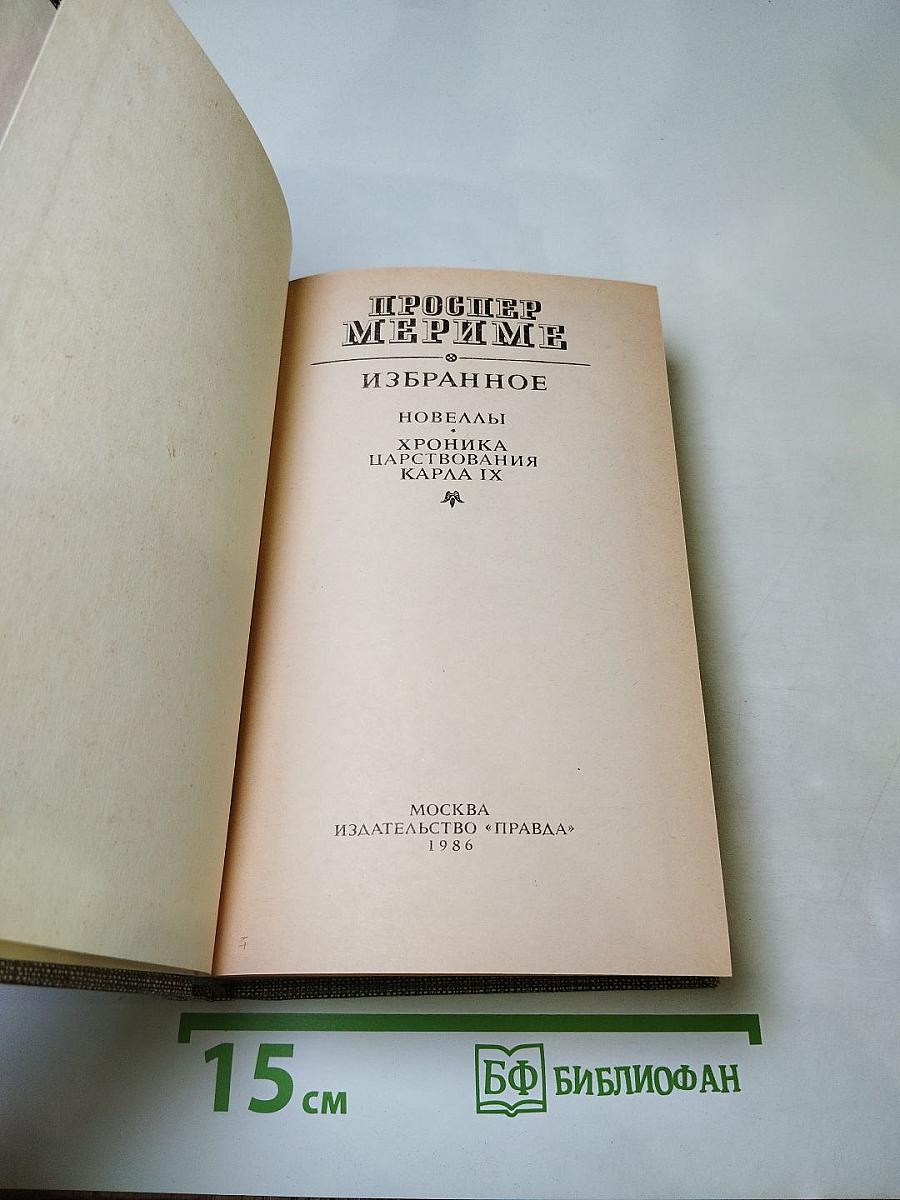 ПРОСПЕР
МЕРИМЕ
ИЗБРАННОЕ
НОВЕЛЛЫ
ХРОНИКА
ЦАРСТВОВАНИЯ
КАРЛА IX
МОСКВА
ИЗДАТЕЛЬСТВО «ПРАВДА»
1986
15 см
БФ БИБЛИОФАН